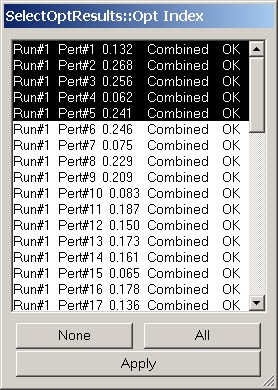 SelectOptResults::Opt Index
Run#1 Pert#1 0.132 Combined OK
Run#1 Pert#2 0.268 Combined OK
Run#1 Pert#3 0.256 Combined OK
Run#1 Pert#4 0.062 Combined OK
Run#1 Pert#5 0.241 Combined OK
Run#1 Pert#6 0.246 Combined OK
Run#1 Pert#7 0.075 Combined OK
Run#1 Pert#8 0.229 Combined OK
Run#1 Pert#9 0.209 Combined OK
Run#1 Pert#10 0.083 Combined OK
Run#1 Pert#11 0.187 Combined OK
Run#1 Pert#12 0.150 Combined OK
Run#1 Pert#13 0.173 Combined OK
Run#1 Pert#14 0.161 Combined OK
Run#1 Pert#15 0.065 Combined OK
Run#1 Pert#16 0.178 Combined OK
Run#1 Pert#17 0.136 Combined OK
None All
Apply